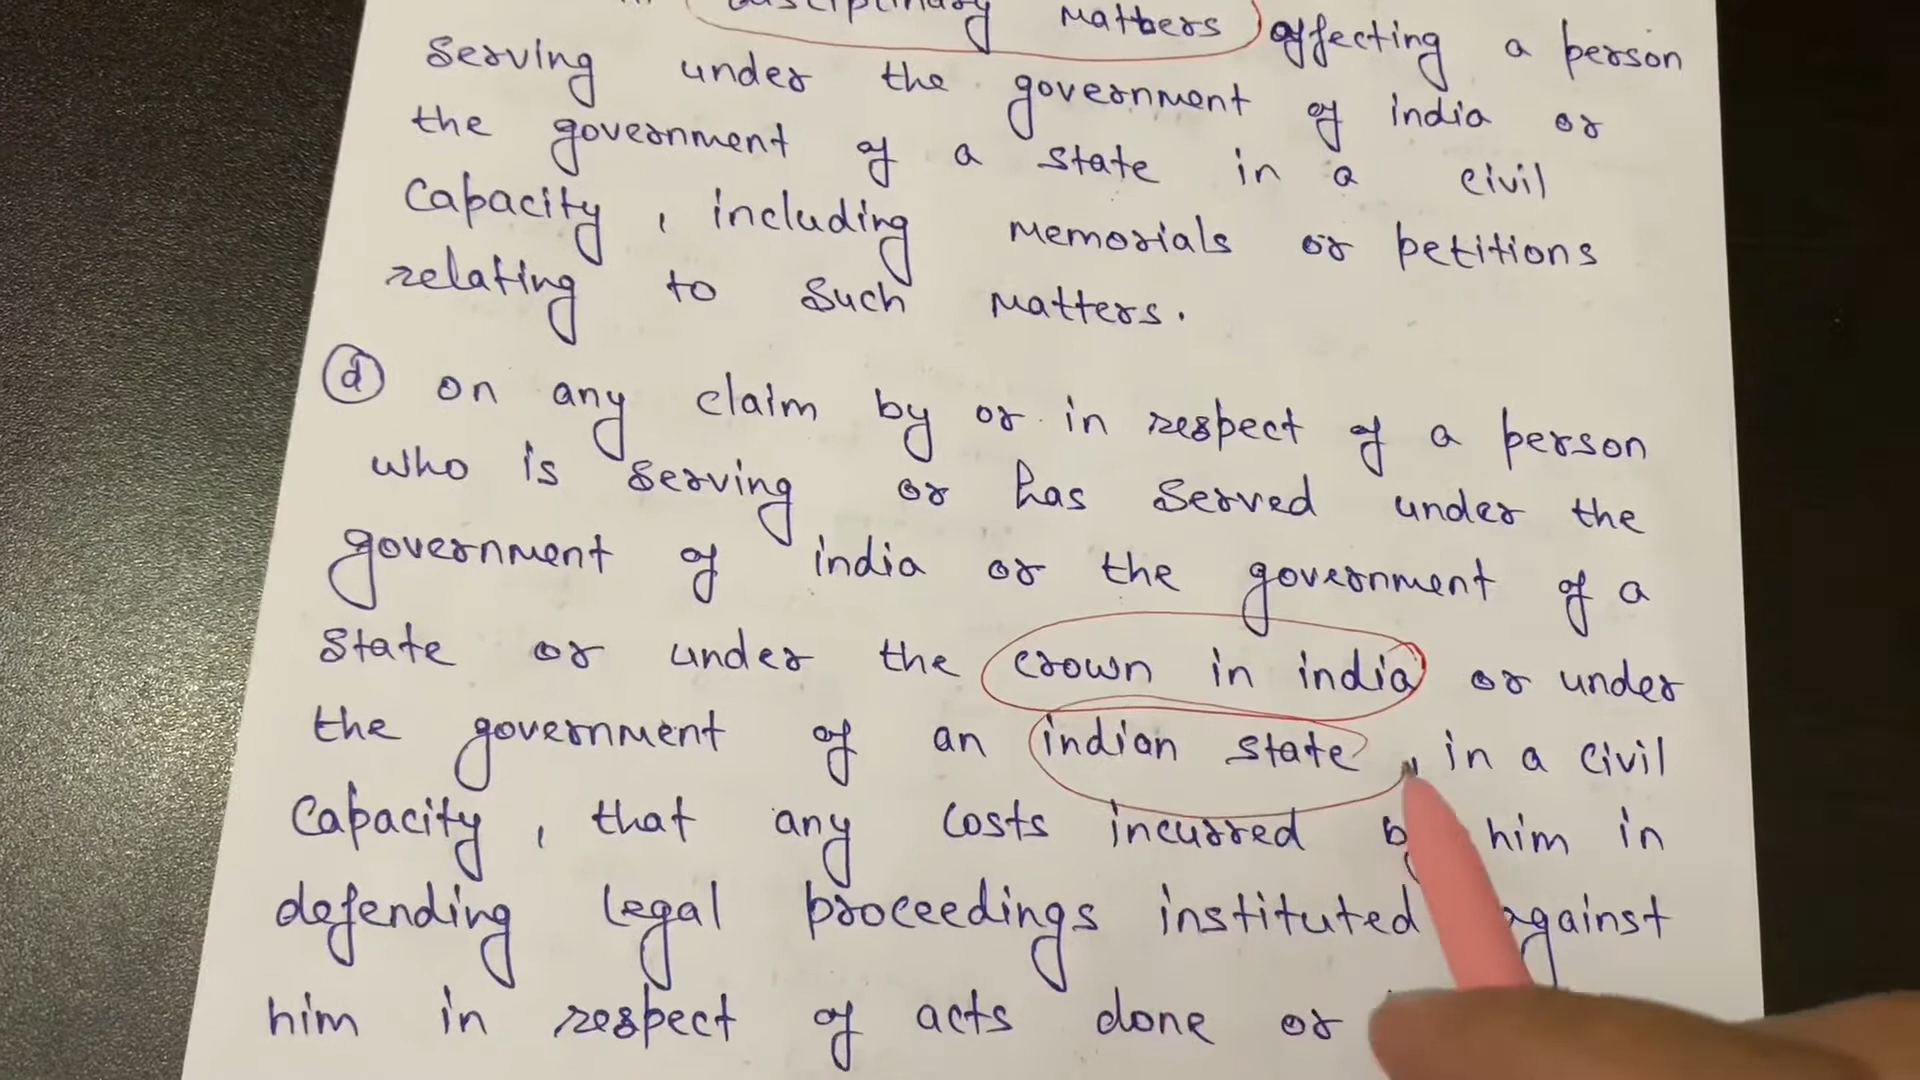 disciplinary matters affecting a person
serving under the government of india or
the government of a state in a civil
capacity, including memorials or petitions
relating to such matters.
d on any claim by or in respect of a person
who is serving or has served under the
government of india or the government of a
state or under the crown in india or under
the government of an indian state, in a civil
capacity, that any costs incurred by him in
defending legal proceedings instituted against
him in respect of acts done or